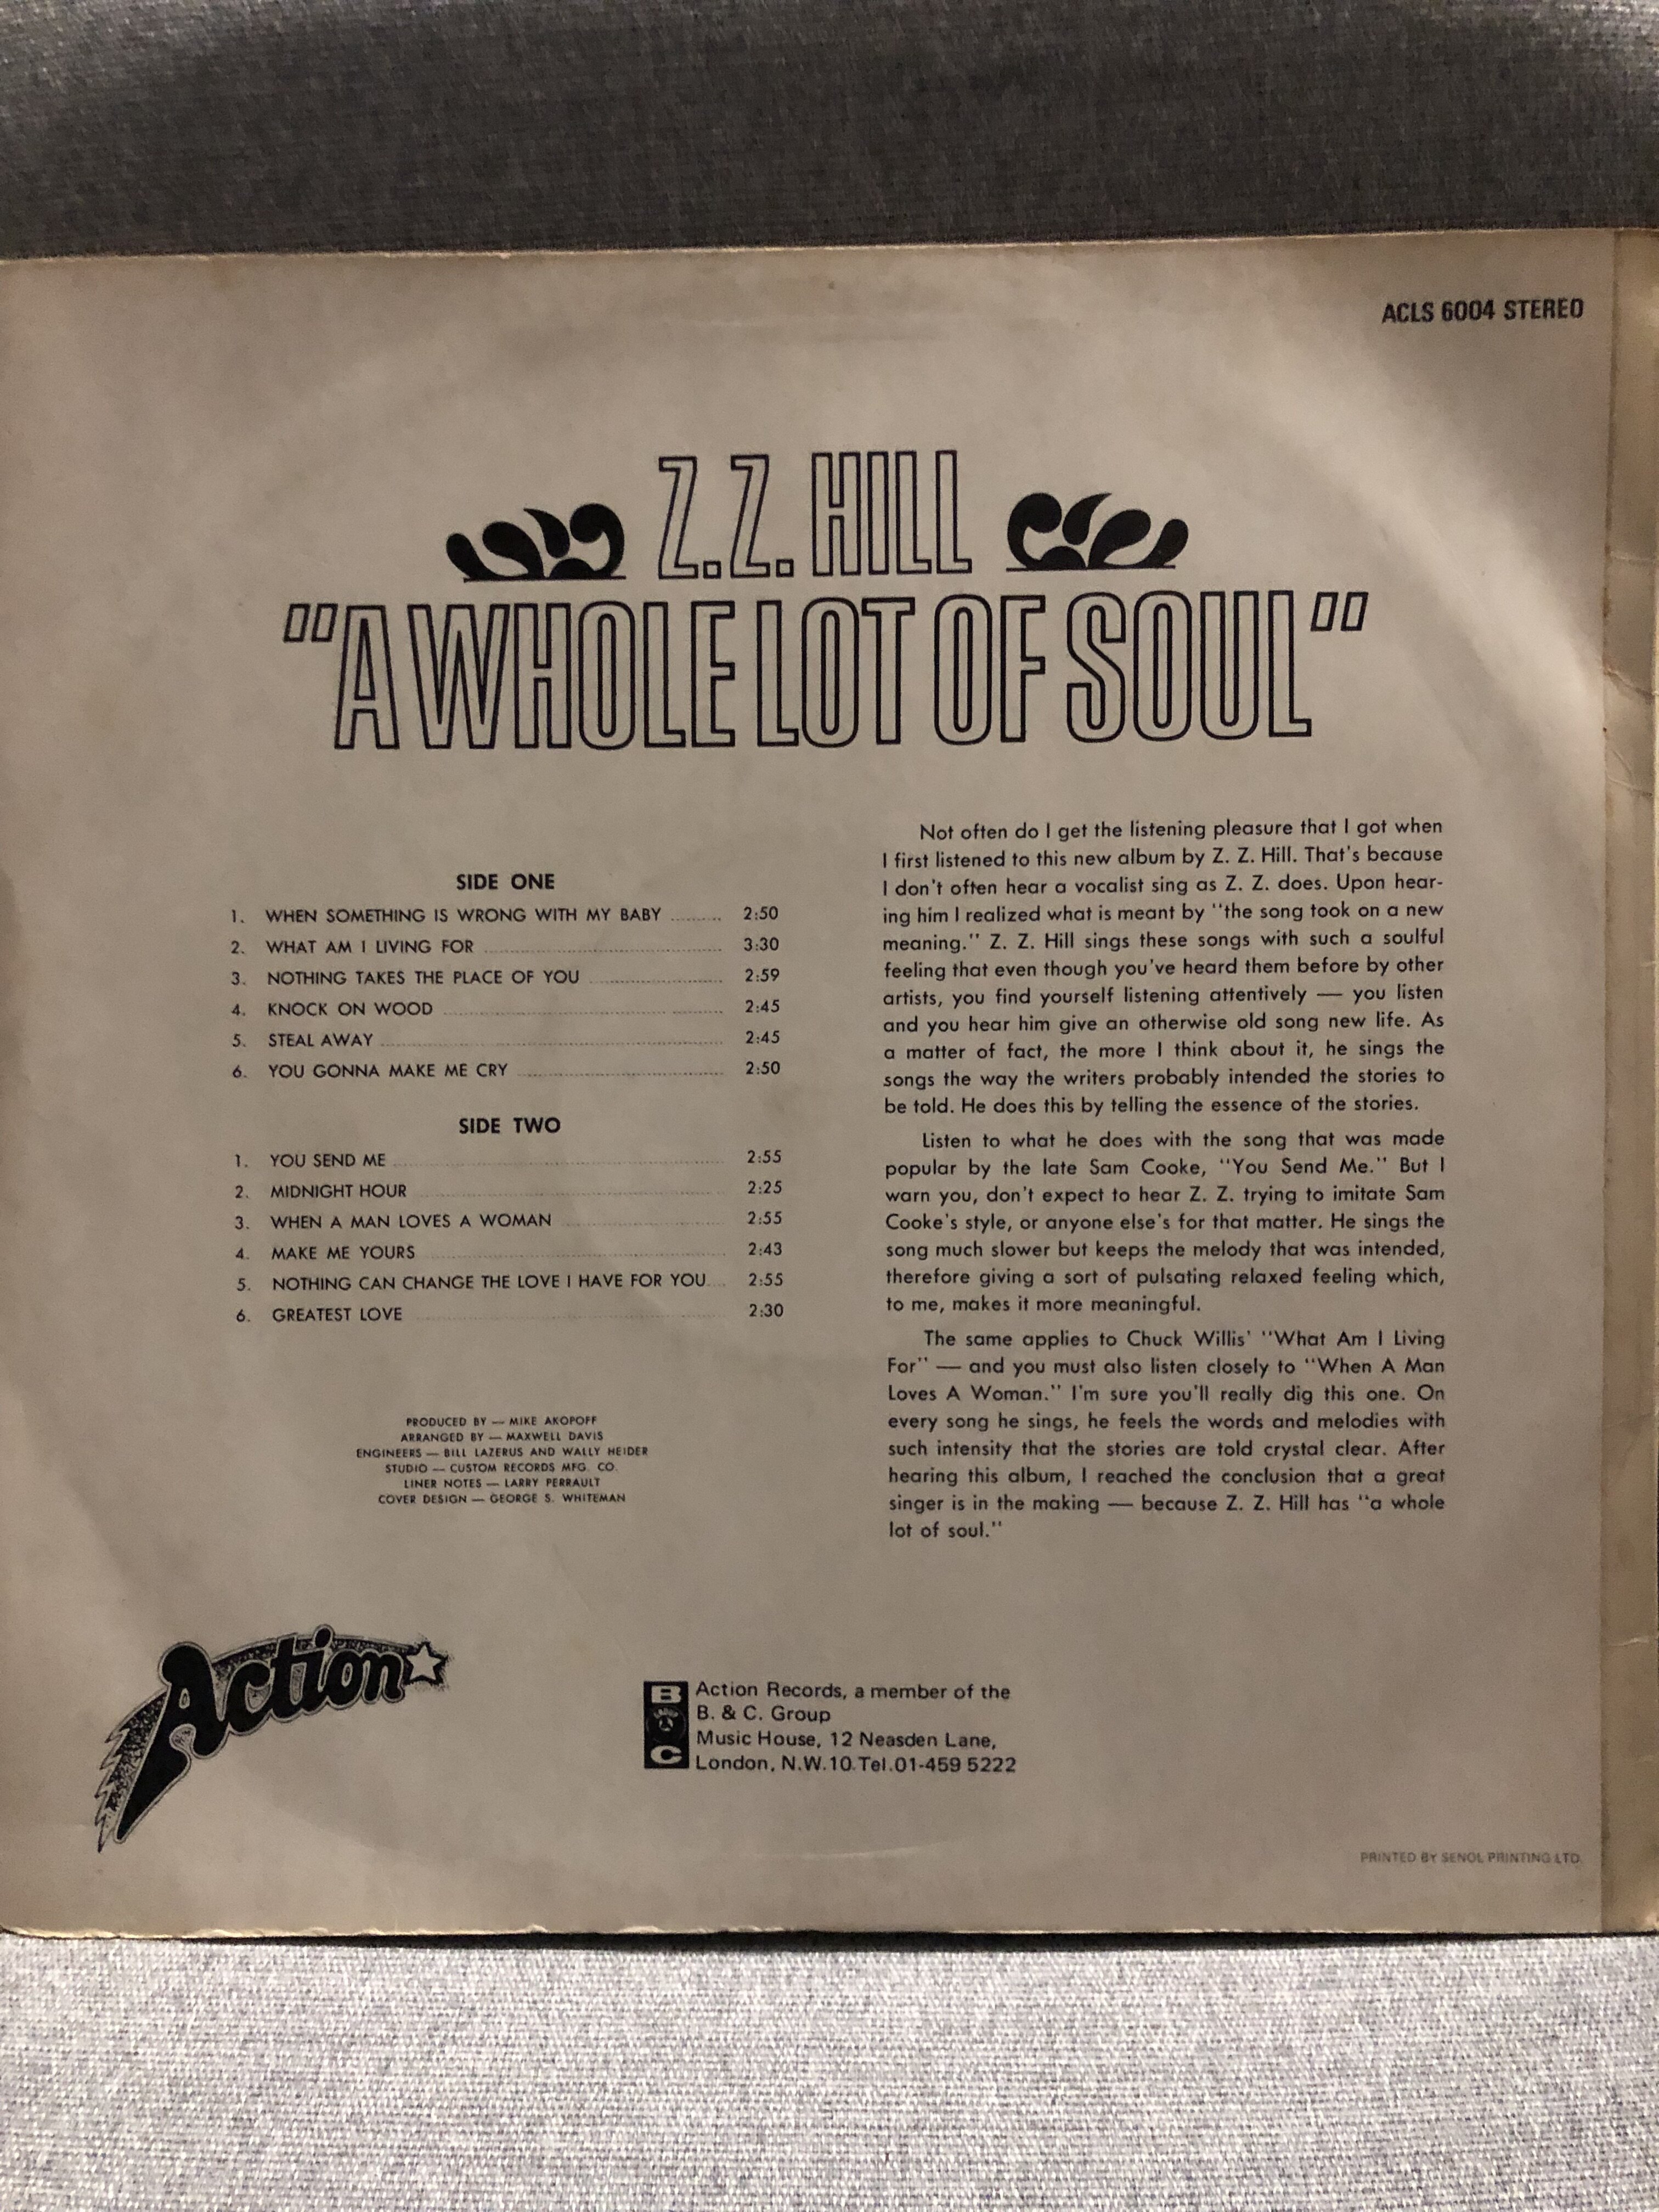 ACLS 6004 STEREO
Z.Z. HILL
"A WHOLE LOT OF SOUL"
SIDE ONE
1. WHEN SOMETHING IS WRONG WITH MY BABY 2:50
2. WHAT AM I LIVING FOR 3:30
3. NOTHING TAKES THE PLACE OF YOU 2:59
4. KNOCK ON WOOD 2:45
5. STEAL AWAY 2:45
6. YOU GONNA MAKE ME CRY 2:50
SIDE TWO
1. YOU SEND ME 2:55
2. MIDNIGHT HOUR 2:25
3. WHEN A MAN LOVES A WOMAN 2:55
4. MAKE ME YOURS 2:43
5. NOTHING CAN CHANGE THE LOVE I HAVE FOR YOU 2:55
6. GREATEST LOVE 2:30
PRODUCED BY — MIKE AKOPOFF
ARRANGED BY — MAXWELL DAVIS
ENGINEERS — BILL LAZERUS AND WALLY HEIDER
STUDIO — CUSTOM RECORDS MFG. CO.
LINER NOTES — LARRY PERRAULT
COVER DESIGN — GEORGE S. WHITEMAN
Not often do I get the listening pleasure that I got when
I first listened to this new album by Z. Z. Hill. That's because
I don't often hear a vocalist sing as Z. Z. does. Upon hear-
ing him I realized what is meant by "the song took on a new
meaning." Z. Z. Hill sings these songs with such a soulful
feeling that even though you've heard them before by other
artists, you find yourself listening attentively — you listen
and you hear him give an otherwise old song new life. As
a matter of fact, the more I think about it, he sings the
songs the way the writers probably intended the stories to
be told. He does this by telling the essence of the stories.
Listen to what he does with the song that was made
popular by the late Sam Cooke, "You Send Me." But I
warn you, don't expect to hear Z. Z. trying to imitate Sam
Cooke's style, or anyone else's for that matter. He sings the
song much slower but keeps the melody that was intended,
therefore giving a sort of pulsating relaxed feeling which,
to me, makes it more meaningful.
The same applies to Chuck Willis' "What Am I Living
For" — and you must also listen closely to "When A Man
Loves A Woman." I'm sure you'll really dig this one. On
every song he sings, he feels the words and melodies with
such intensity that the stories are told crystal clear. After
hearing this album, I reached the conclusion that a great
singer is in the making — because Z. Z. Hill has "a whole
lot of soul."
Action
B
C
Action Records, a member of the
B. & C. Group
Music House, 12 Neasden Lane,
London, N.W.10.Tel.01-459 5222
PRINTED BY SENOL PRINTING LTD.